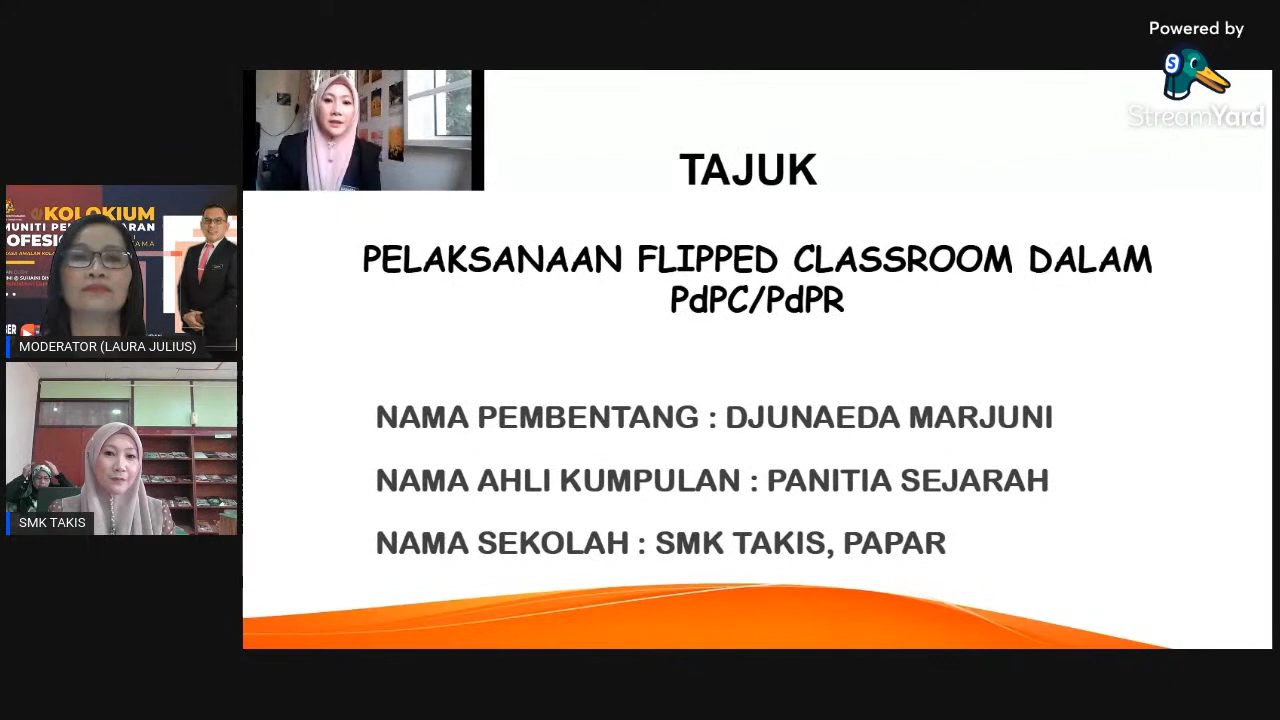 Powered by
StreamYard
TAJUK
PELAKSANAAN FLIPPED CLASSROOM DALAM
PdPC/PdPR
NAMA PEMBENTANG : DJUNAEDA MARJUNI
NAMA AHLI KUMPULAN : PANITIA SEJARAH
NAMA SEKOLAH : SMK TAKIS, PAPAR
KOLOKIUM
MODERATOR (LAURA JULIUS)
SMK TAKIS